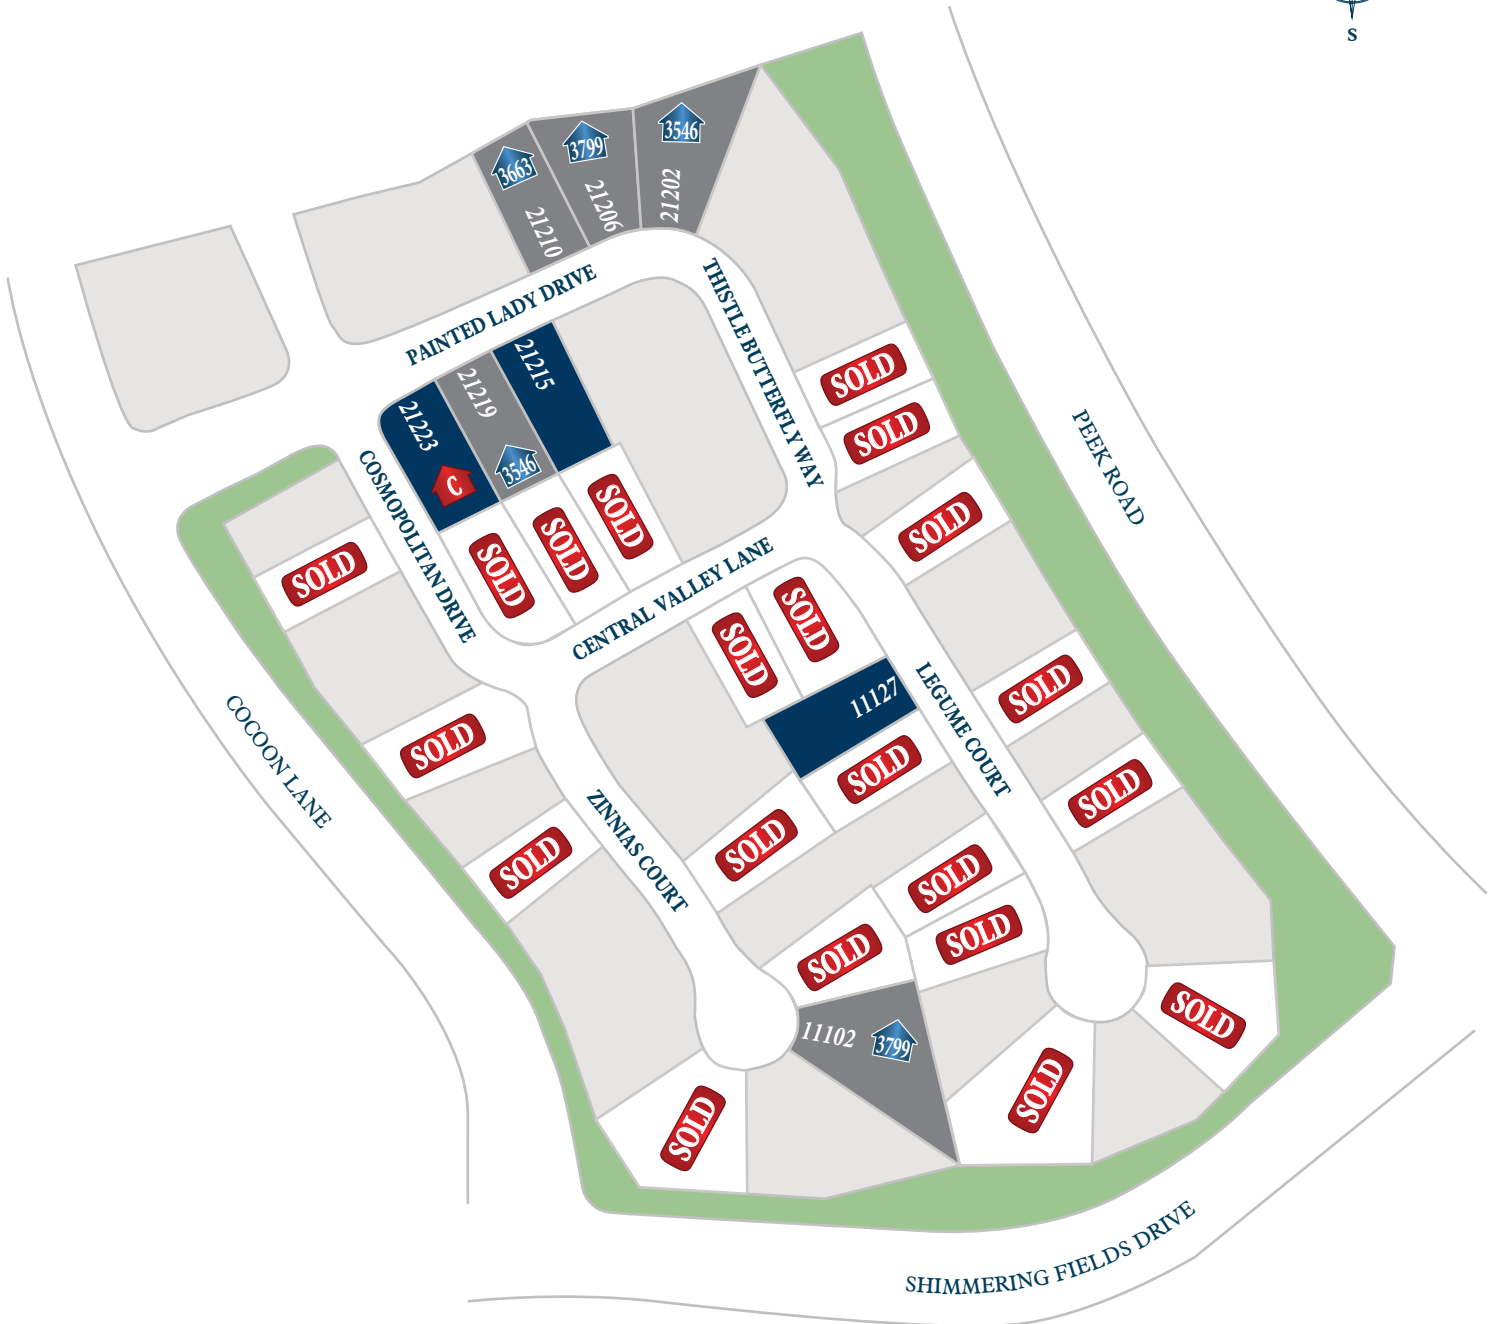 S
3546
3799
3663
21202
21206
21210
PAINTED LADY DRIVE
THISTLE BUTTERFLY WAY
21215
21219
21223
3546
C
SOLD
SOLD
PEEK ROAD
COSMOPOLITAN DRIVE
SOLD
SOLD
SOLD
SOLD
SOLD
CENTRAL VALLEY LANE
SOLD
SOLD
11127
LEGUME COURT
SOLD
COCOON LANE
SOLD
SOLD
SOLD
ZINNIAS COURT
SOLD
SOLD
SOLD
SOLD
SOLD
11102
3799
SOLD
SOLD
SOLD
SOLD
SHIMMERING FIELDS DRIVE